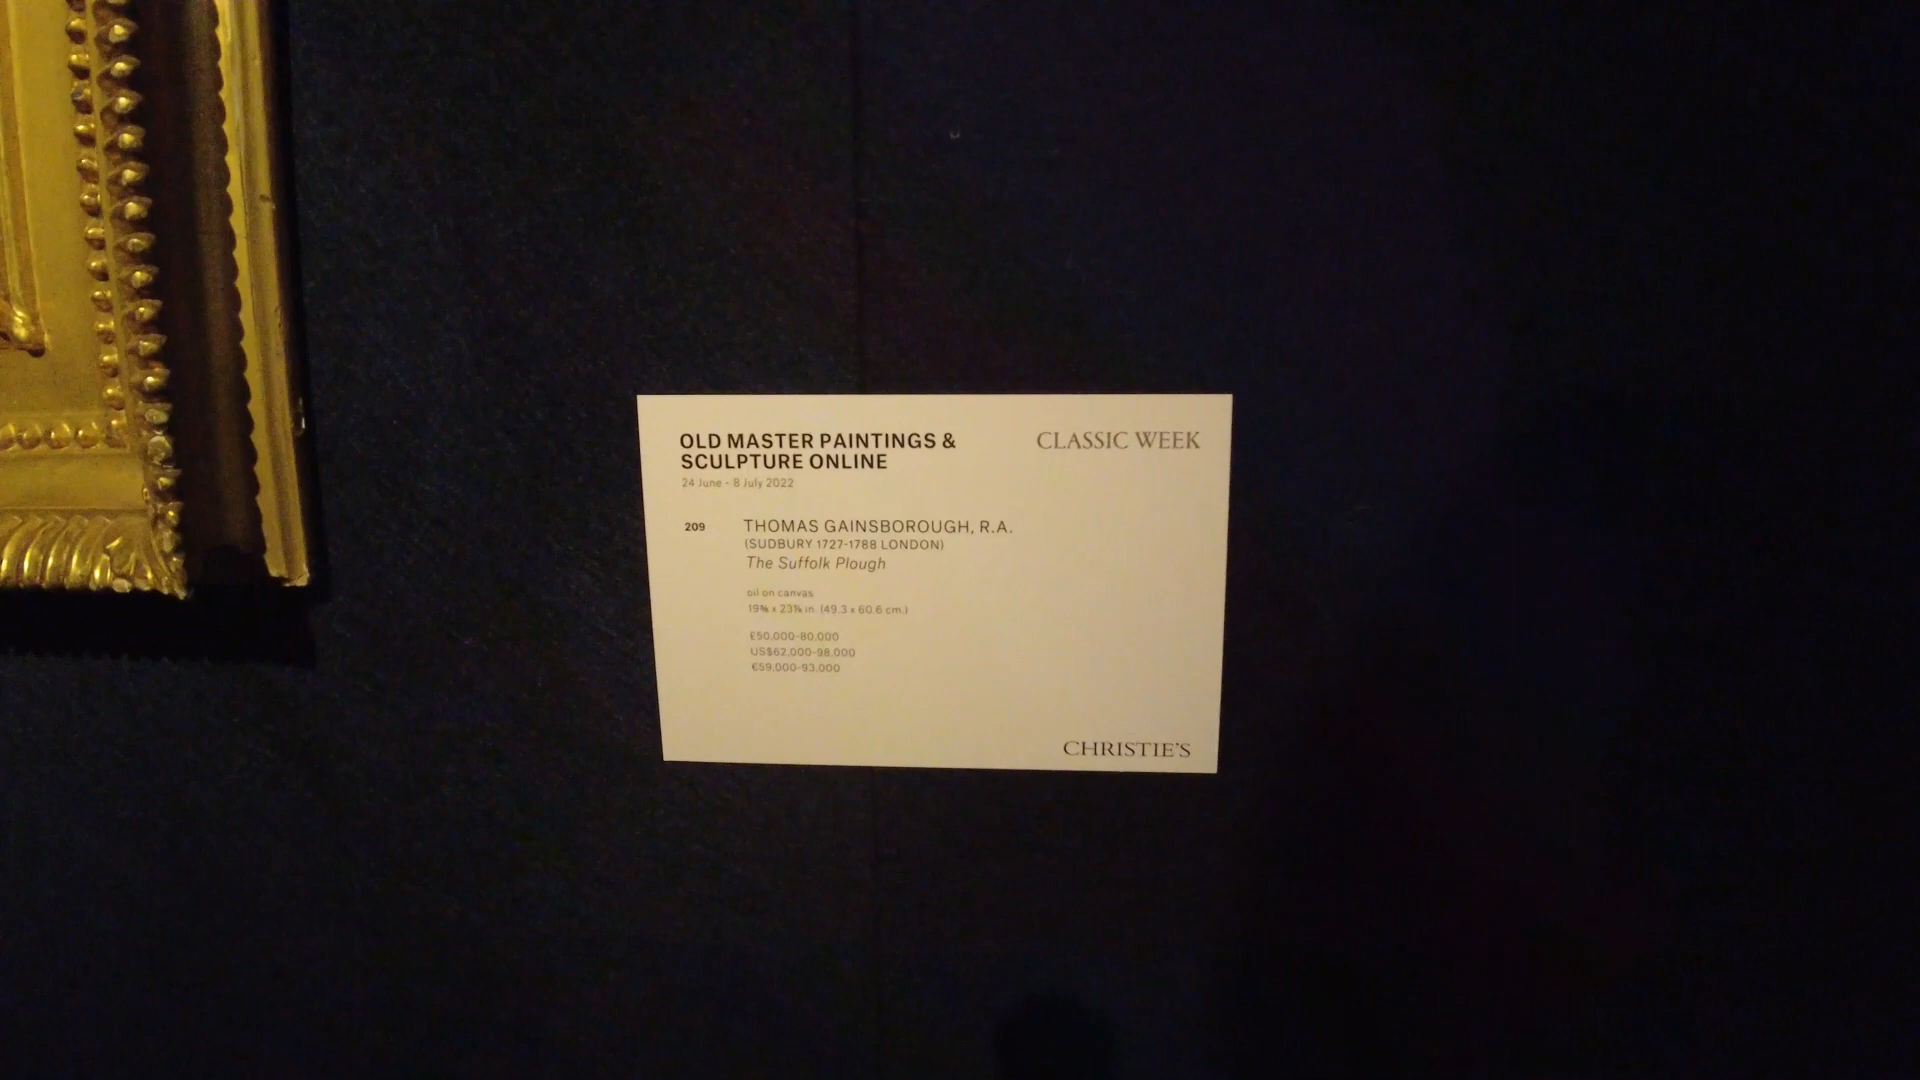 OLD MASTER PAINTINGS &
SCULPTURE ONLINE
24 June - 8 July 2022
CLASSIC WEEK
209
THOMAS GAINSBOROUGH, R.A.
(SUDBURY 1727-1788 LONDON)
The Suffolk Plough
oil on canvas
19⅜ x 23⅞ in. (49.3 x 60.6 cm.)
£50,000-80,000
US$62,000-98,000
€59,000-93,000
CHRISTIE'S